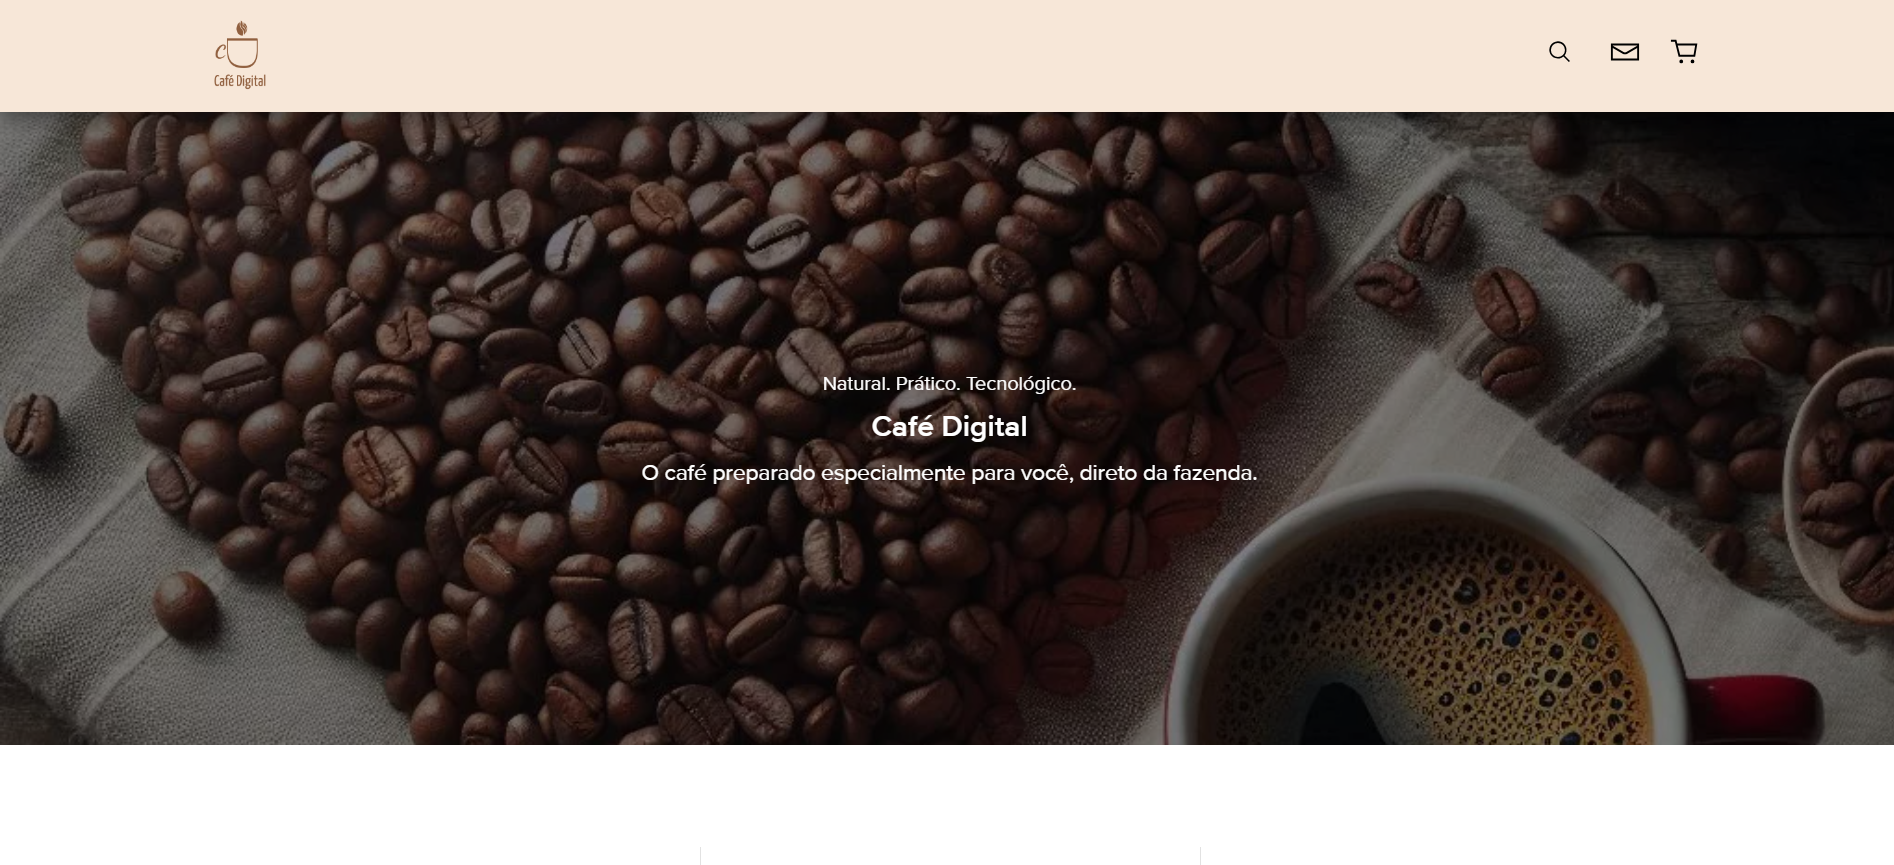 Café Digital
Natural. Prático. Tecnológico.
Café Digital
O café preparado especialmente para você, direto da fazenda.